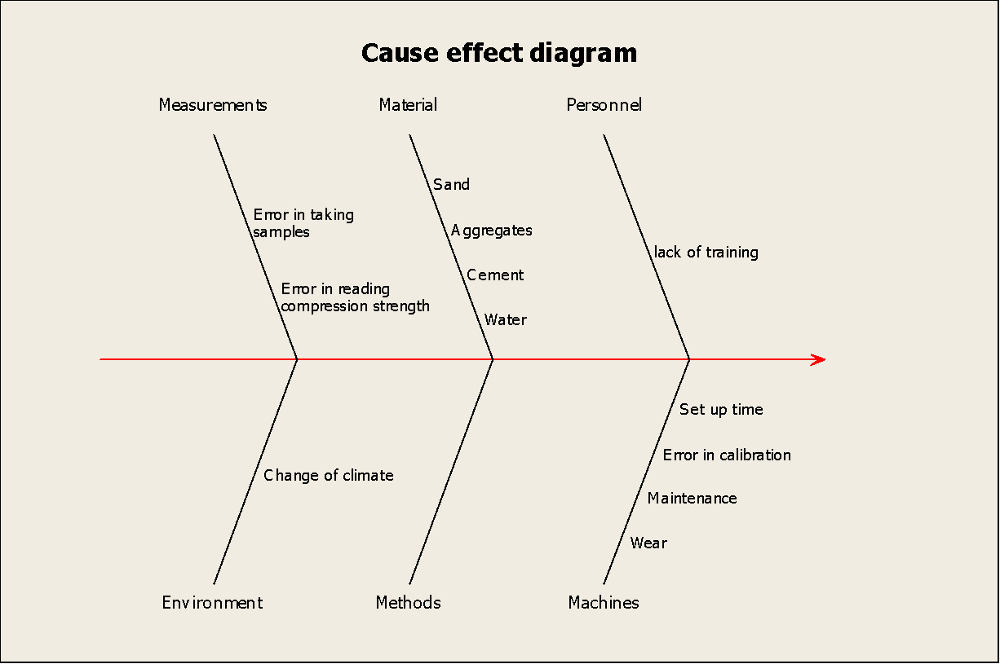 Cause effect diagram
Measurements
Material
Personnel
Sand
Error in taking
samples
Aggregates
lack of training
Cement
Error in reading
compression strength
Water
Set up time
Error in calibration
Change of climate
Maintenance
Wear
Environment
Methods
Machines